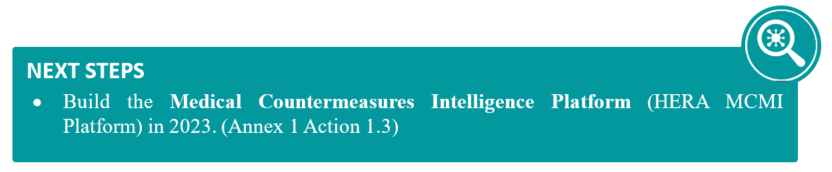 NEXT STEPS
• Build the Medical Countermeasures Intelligence Platform (HERA MCMI
Platform) in 2023. (Annex 1 Action 1.3)